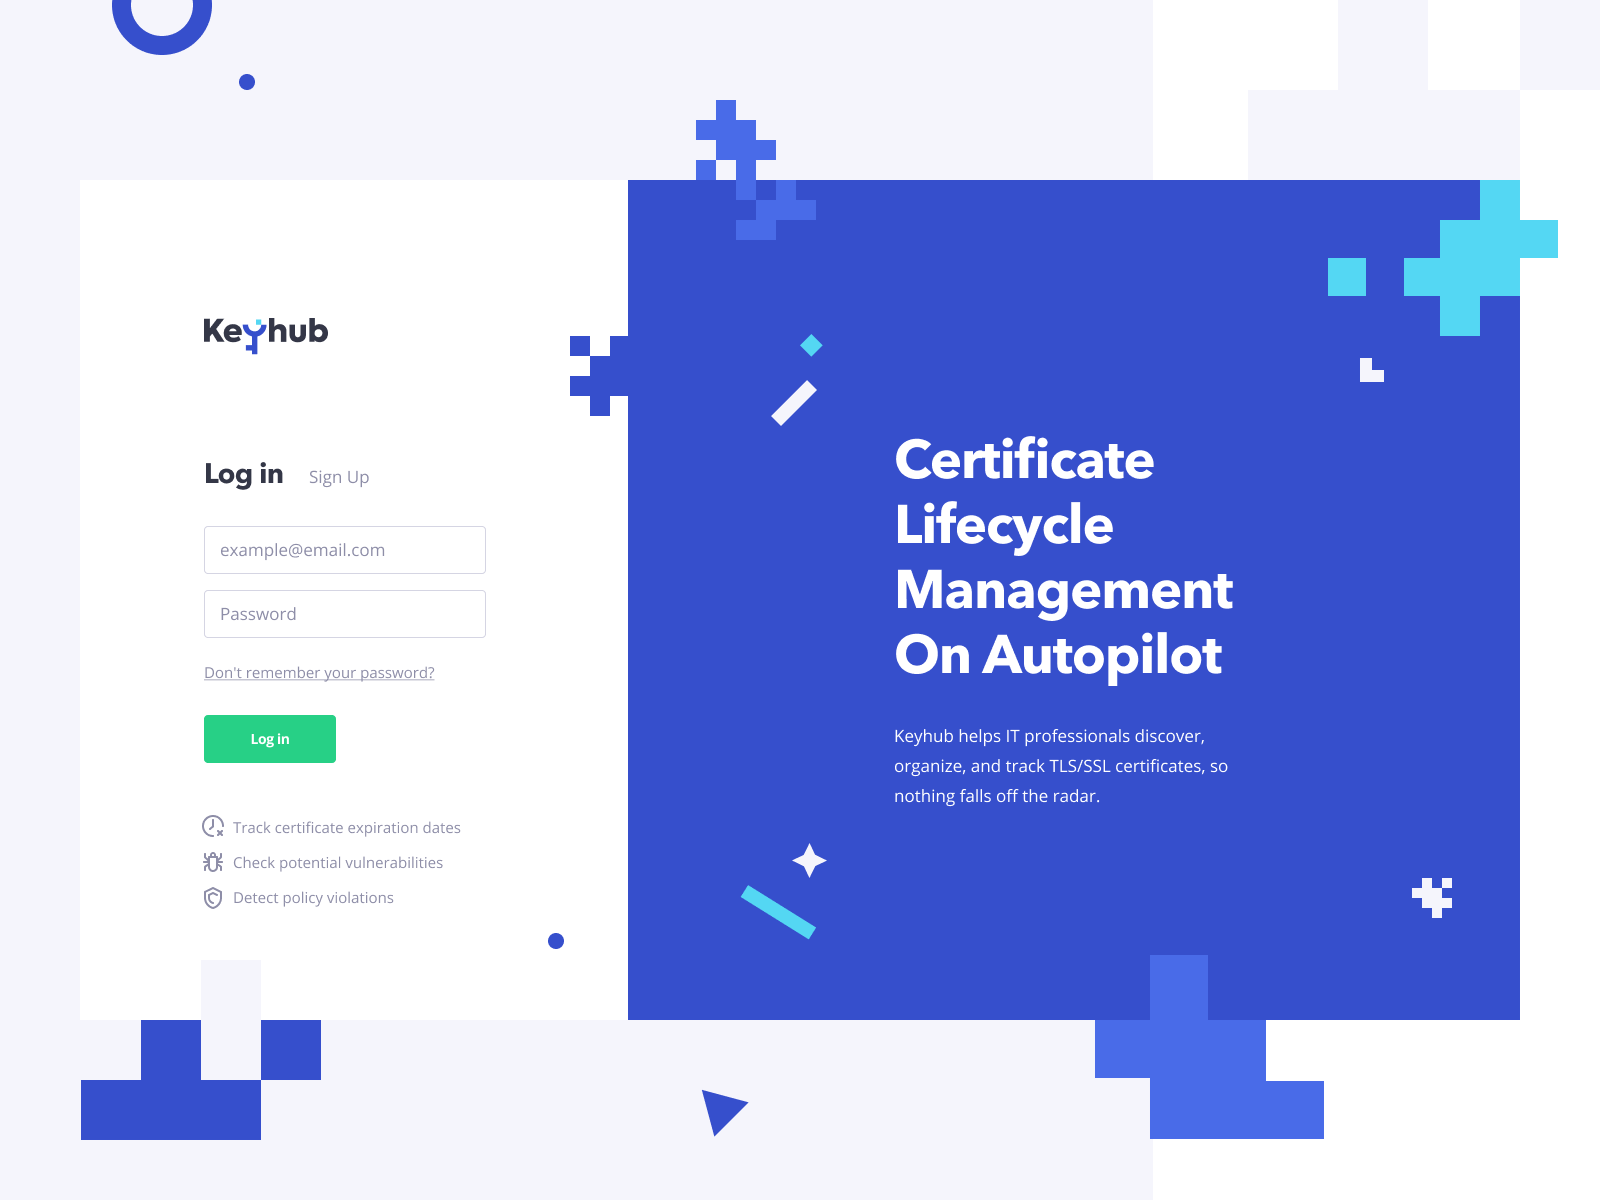 Keyhub
Log in
Sign Up
example@email.com
Password
Don't remember your password?
Log in
Track certificate expiration dates
Check potential vulnerabilities
Detect policy violations
Certificate
Lifecycle
Management
On Autopilot
Keyhub helps IT professionals discover,
organize, and track TLS/SSL certificates, so
nothing falls off the radar.